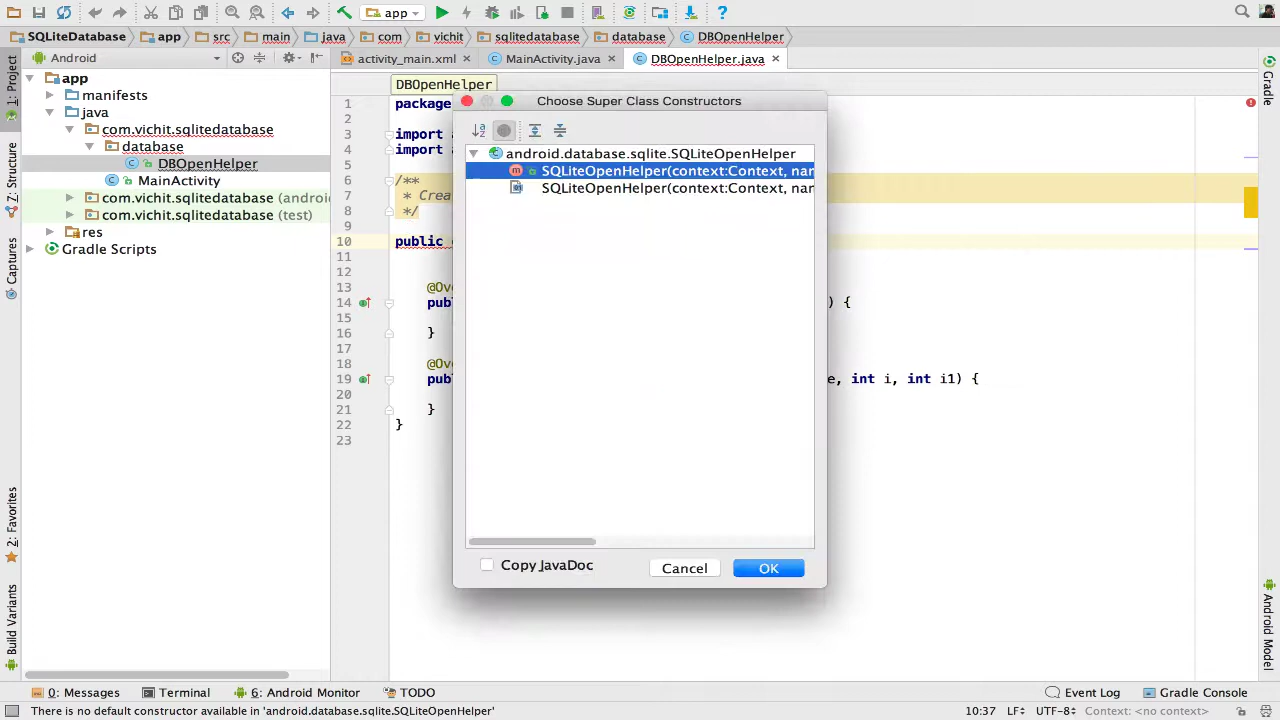 app
SQLiteDatabase app src main java com vichit sqlitedatabase database DBOpenHelper
1: Project
Z: Structure
Captures
2: Favorites
Build Variants
Android
app
manifests
java
com.vichit.sqlitedatabase
database
DBOpenHelper
MainActivity
com.vichit.sqlitedatabase (andro
com.vichit.sqlitedatabase (test)
res
Gradle Scripts
activity_main.xml MainActivity.java DBOpenHelper.java
DBOpenHelper
1 package
2
3 import
4 import
5
6 /**
7 * Crea
8 */
9
10 public
11
12
13 @Ov
14 pub ) {
15
16 }
17
18 @Ov
19 pub e, int i, int i1) {
20
21 }
22 }
23
Choose Super Class Constructors
android.database.sqlite.SQLiteOpenHelper
SQLiteOpenHelper(context:Context, nar
SQLiteOpenHelper(context:Context, nar
Copy JavaDoc
Cancel
OK
Gradle
Android Model
0: Messages Terminal 6: Android Monitor TODO Event Log Gradle Console
There is no default constructor available in 'android.database.sqlite.SQLiteOpenHelper' 10:37 LF÷ UTF-8÷ Context: <no context>